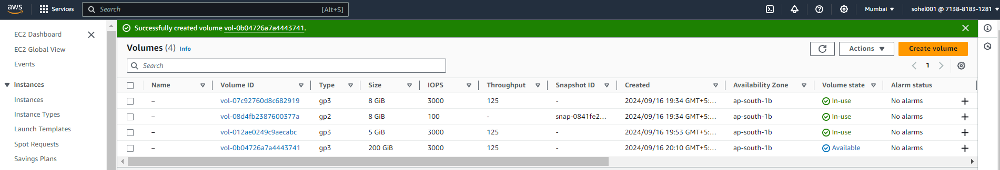 aws Services Search [Alt+S] Mumbai ▼ sohel001 @ 7138-8183-1281 ▼
EC2 Dashboard
EC2 Global View
Events
Instances
Instances
Instance Types
Launch Templates
Spot Requests
Savings Plans
Successfully created volume vol-0b04726a7a4443741.
Volumes (4) Info Actions ▼ Create volume
Search 1
Name Volume ID Type Size IOPS Throughput Snapshot ID Created Availability Zone Volume state Alarm status
– vol-07c92760d8c682919 gp3 8 GiB 3000 125 - 2024/09/16 19:34 GMT+5:... ap-south-1b In-use No alarms +
– vol-08d4fb2387600377a gp2 8 GiB 100 - snap-0841fe2... 2024/09/16 19:34 GMT+5:... ap-south-1b In-use No alarms +
– vol-012ae0249c9aecabc gp3 5 GiB 3000 125 - 2024/09/16 19:53 GMT+5:... ap-south-1b In-use No alarms +
– vol-0b04726a7a4443741 gp3 200 GiB 3000 125 - 2024/09/16 20:10 GMT+5:... ap-south-1b Available No alarms +